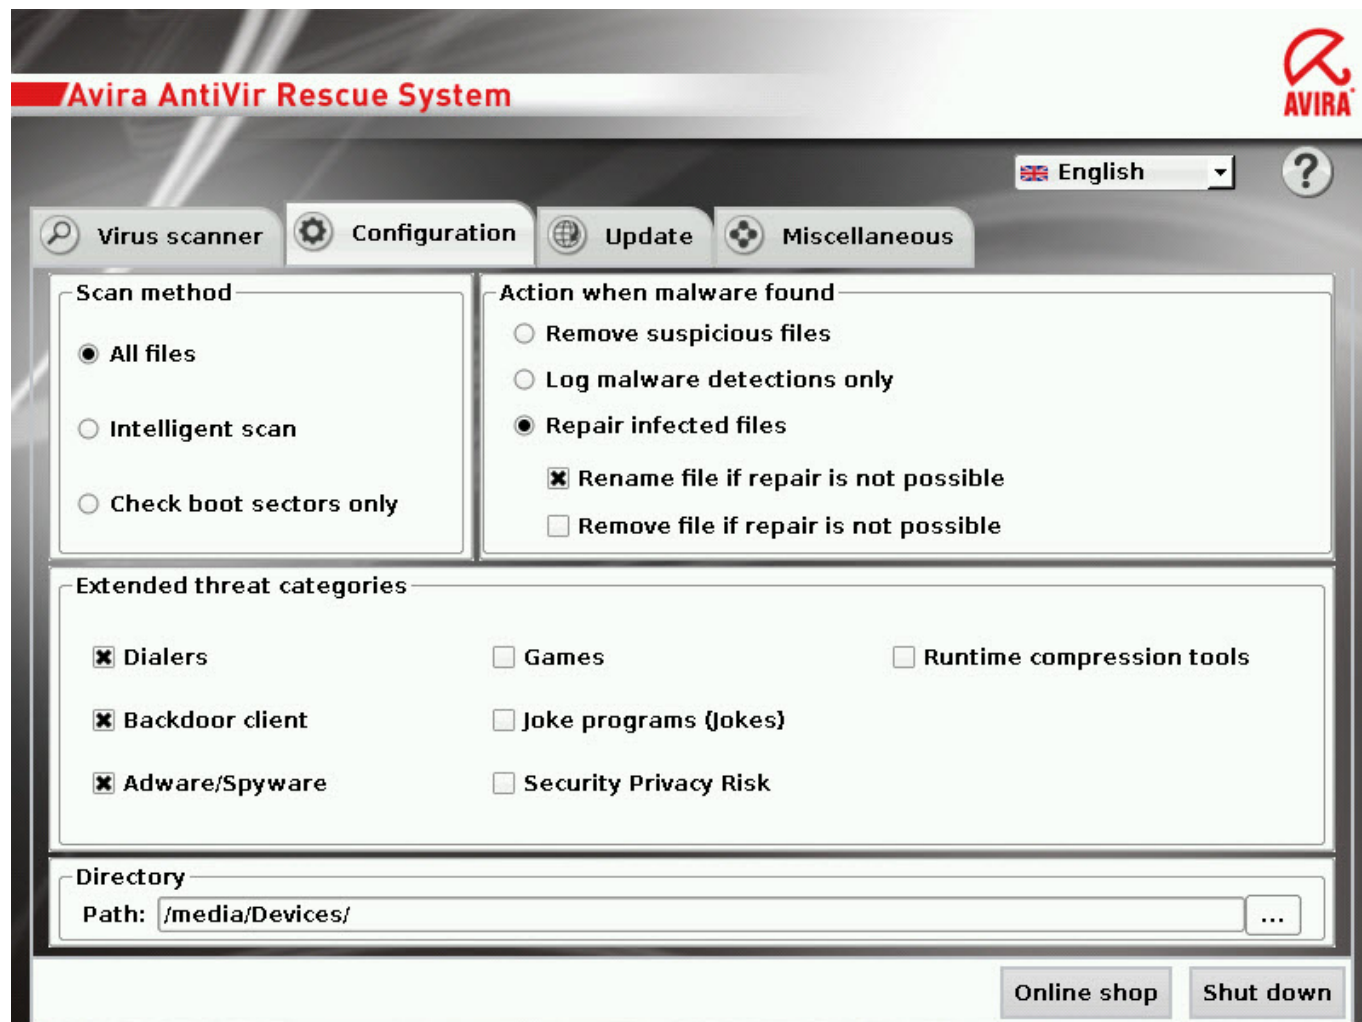 Avira AntiVir Rescue System
AVIRA
English
?
Virus scanner
Configuration
Update
Miscellaneous
Scan method
All files
Intelligent scan
Check boot sectors only
Action when malware found
Remove suspicious files
Log malware detections only
Repair infected files
Rename file if repair is not possible
Remove file if repair is not possible
Extended threat categories
Dialers
Games
Runtime compression tools
Backdoor client
Joke programs (Jokes)
Adware/Spyware
Security Privacy Risk
Directory
Path: /media/Devices/ ...
Online shop
Shut down